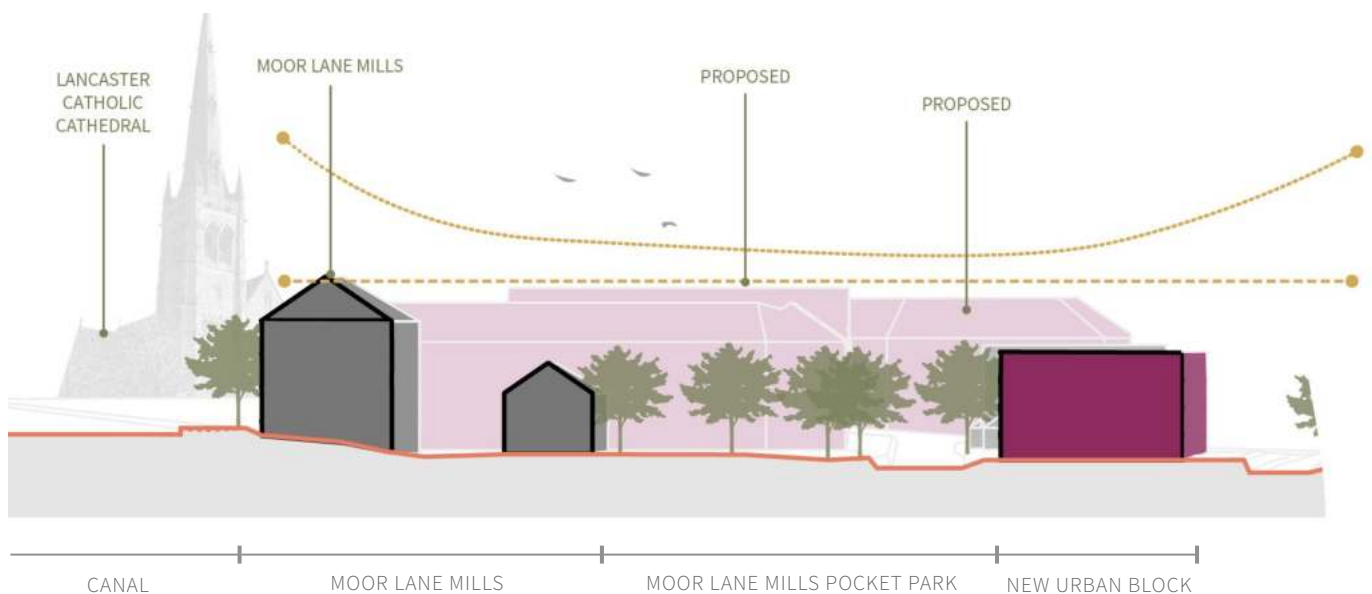 LANCASTER
CATHOLIC
CATHEDRAL
MOOR LANE MILLS
PROPOSED
PROPOSED
CANAL
MOOR LANE MILLS
MOOR LANE MILLS POCKET PARK
NEW URBAN BLOCK